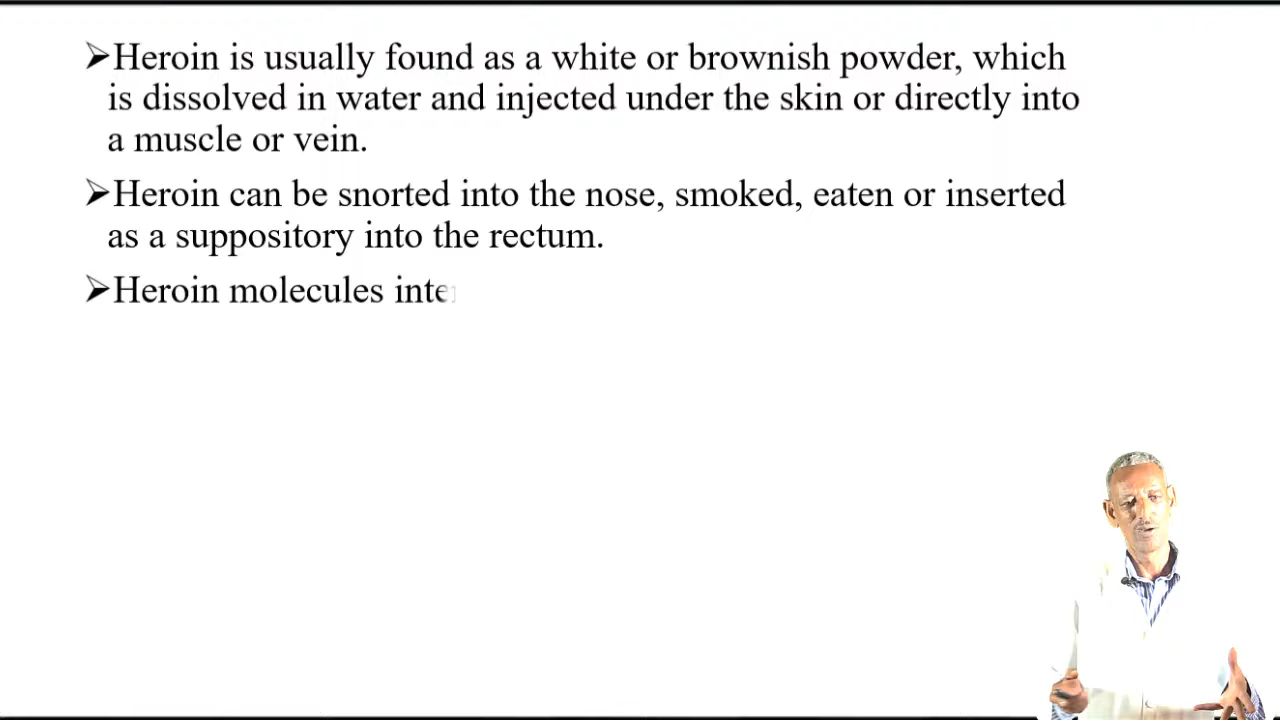 ➢Heroin is usually found as a white or brownish powder, which
is dissolved in water and injected under the skin or directly into
a muscle or vein.
➢Heroin can be snorted into the nose, smoked, eaten or inserted
as a suppository into the rectum.
➢Heroin molecules inte